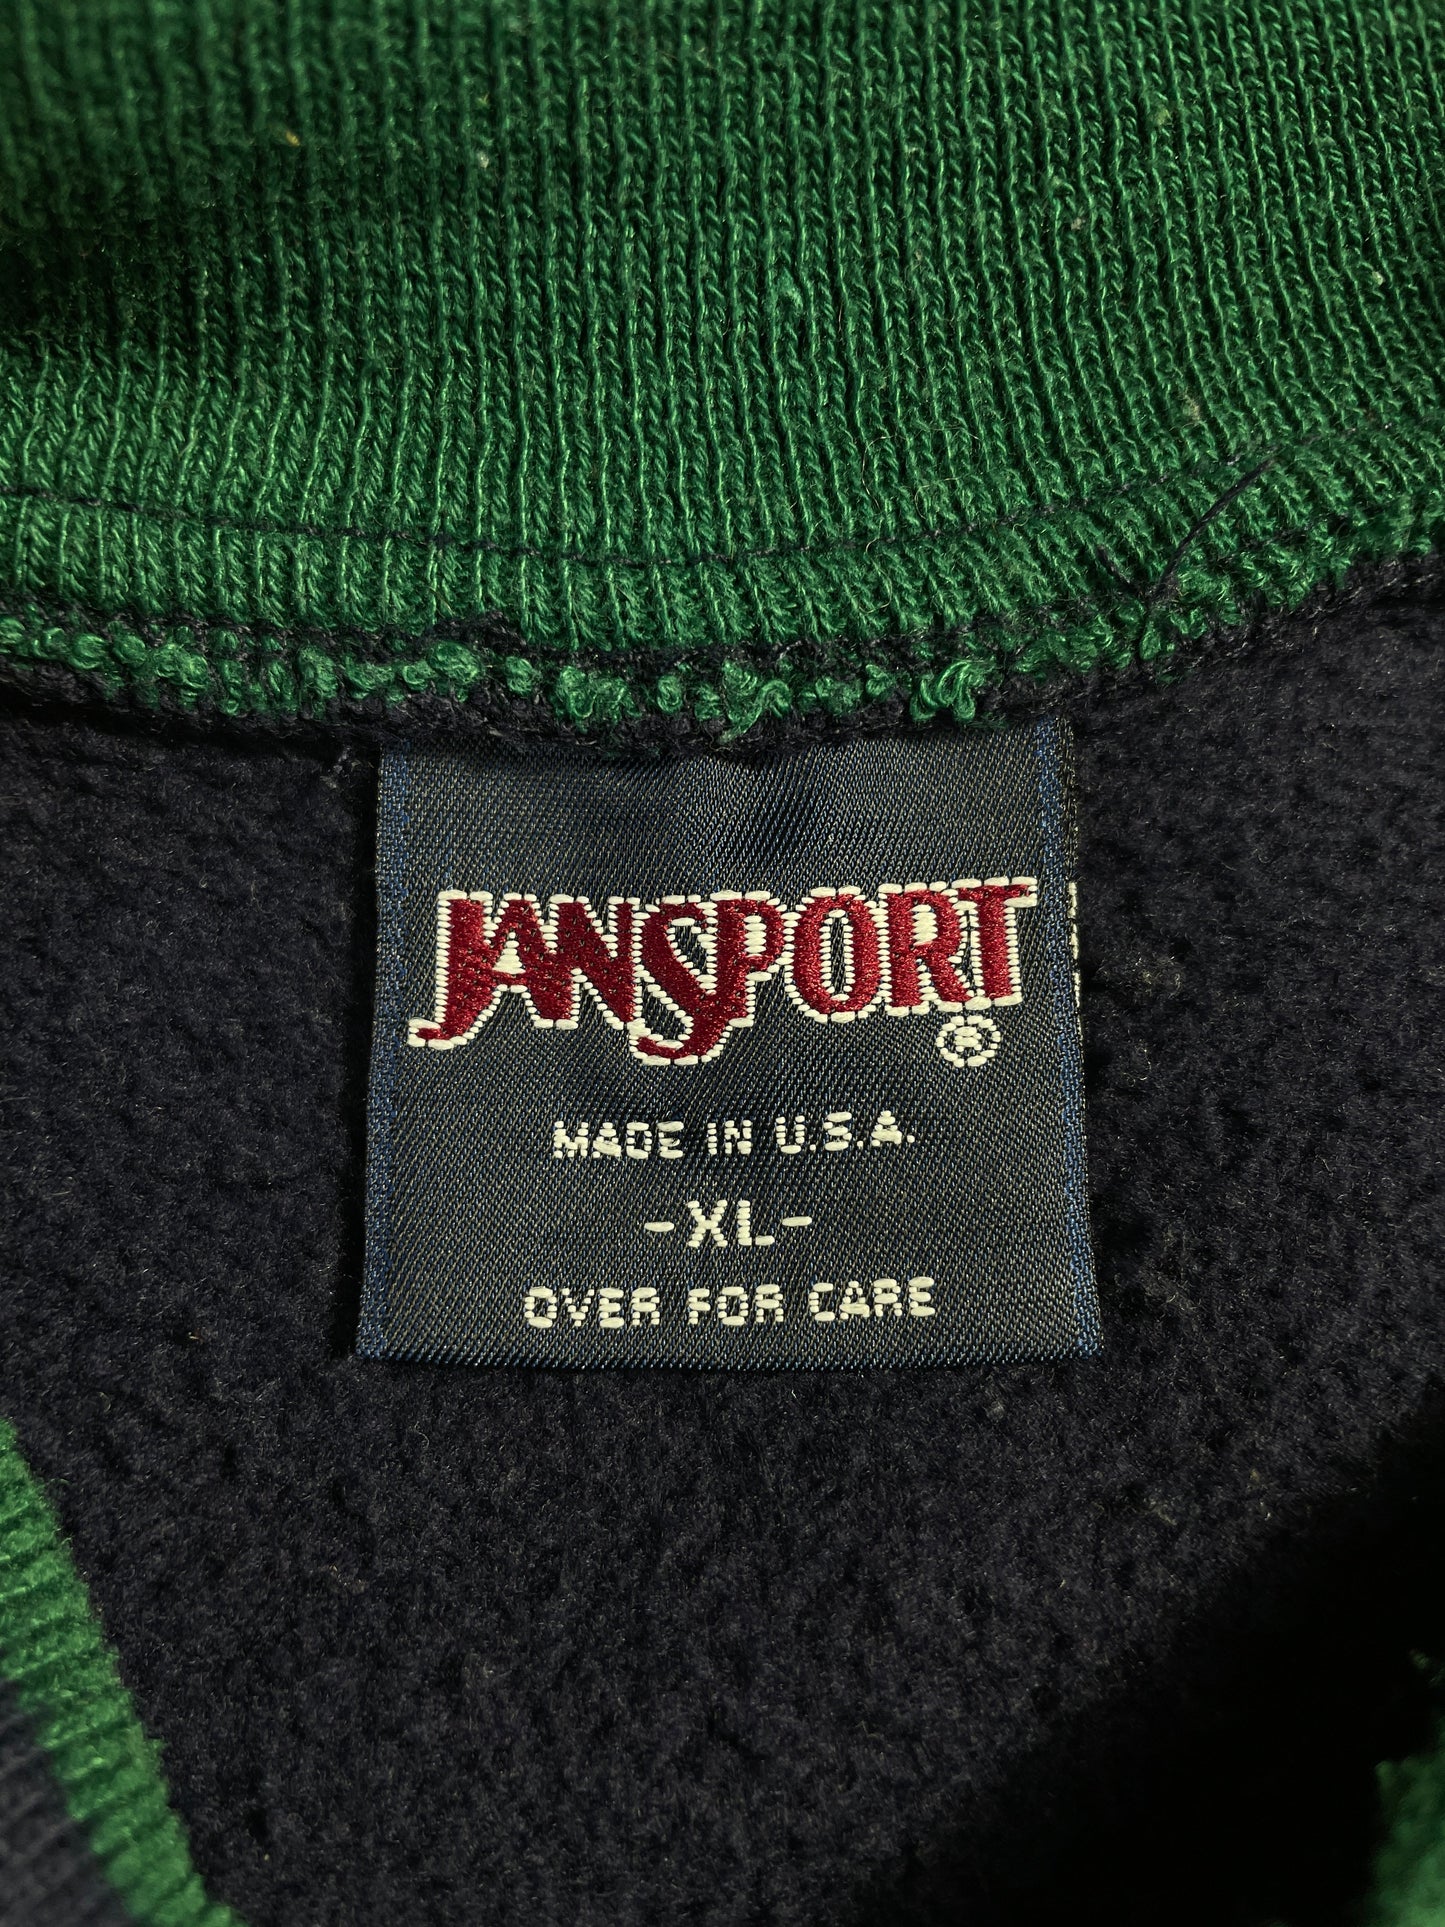 JANSPORT®
MADE IN U.S.A.
-XL-
OVER FOR CARE